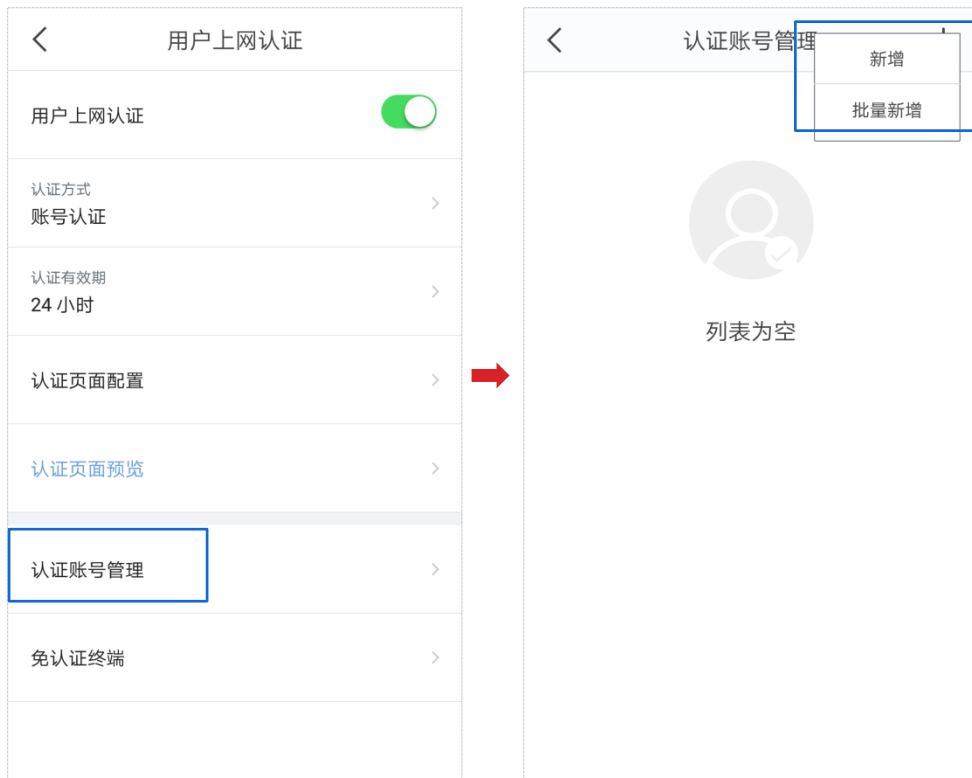 用户上网认证
用户上网认证
认证方式
账号认证
认证有效期
24 小时
认证页面配置
认证页面预览
认证账号管理
免认证终端
认证账号管理
新增
批量新增
列表为空